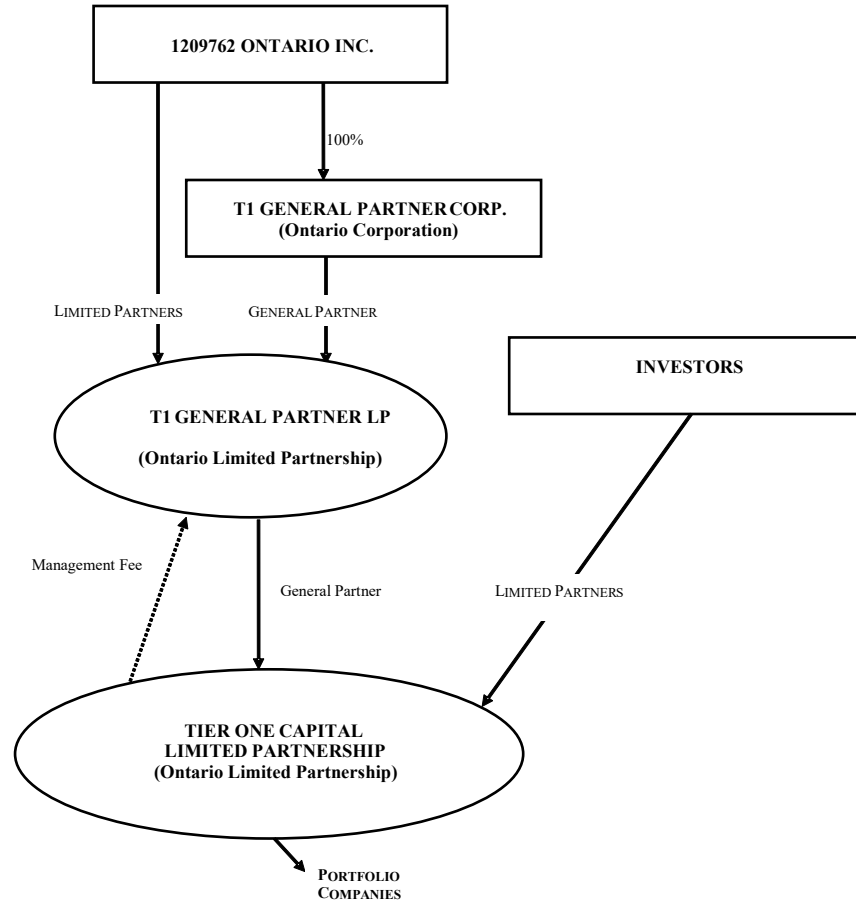 1209762 ONTARIO INC.
100%
T1 GENERAL PARTNER CORP.
(Ontario Corporation)
LIMITED PARTNERS
GENERAL PARTNER
INVESTORS
T1 GENERAL PARTNER LP
(Ontario Limited Partnership)
Management Fee
General Partner
LIMITED PARTNERS
TIER ONE CAPITAL
LIMITED PARTNERSHIP
(Ontario Limited Partnership)
PORTFOLIO
COMPANIES